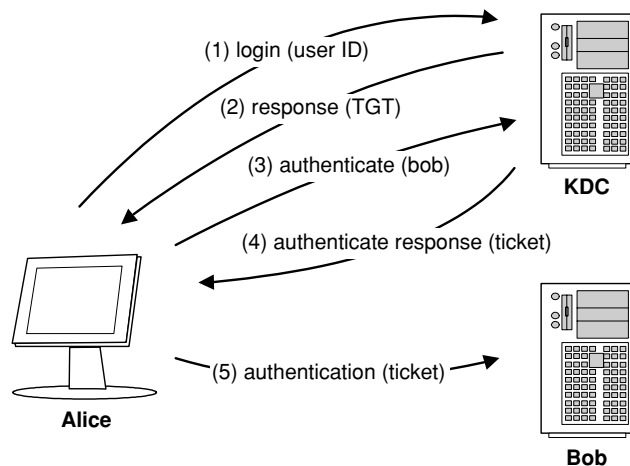 (1) login (user ID)
(2) response (TGT)
(3) authenticate (bob)
KDC
(4) authenticate response (ticket)
(5) authentication (ticket)
Alice
Bob